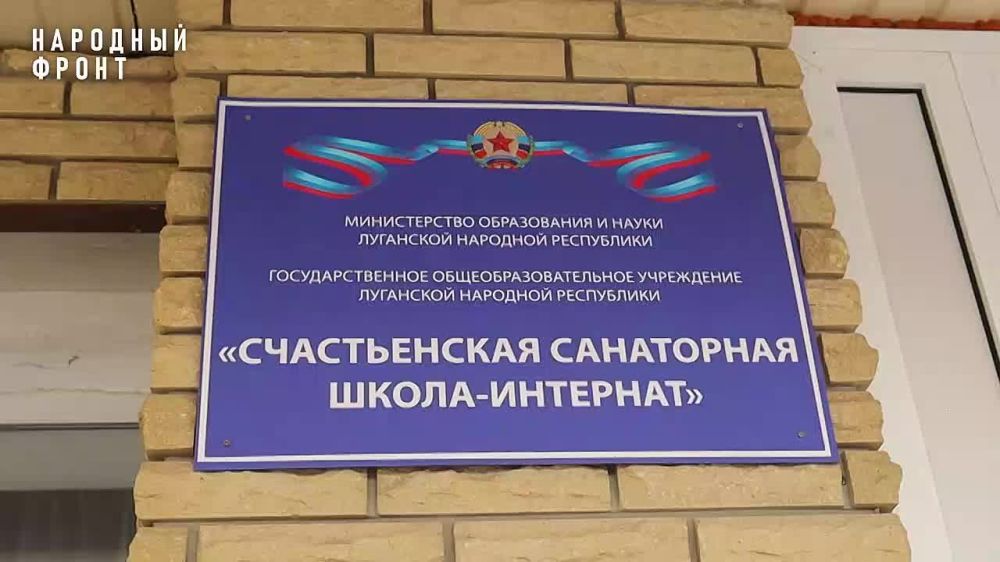 НАРОДНЫЙ
ФРОНТ
МИНИСТЕРСТВО ОБРАЗОВАНИЯ И НАУКИ
ЛУГАНСКОЙ НАРОДНОЙ РЕСПУБЛИКИ
ГОСУДАРСТВЕННОЕ ОБЩЕОБРАЗОВАТЕЛЬНОЕ УЧРЕЖДЕНИЕ
ЛУГАНСКОЙ НАРОДНОЙ РЕСПУБЛИКИ
«СЧАСТЬЕНСКАЯ САНАТОРНАЯ
ШКОЛА-ИНТЕРНАТ»